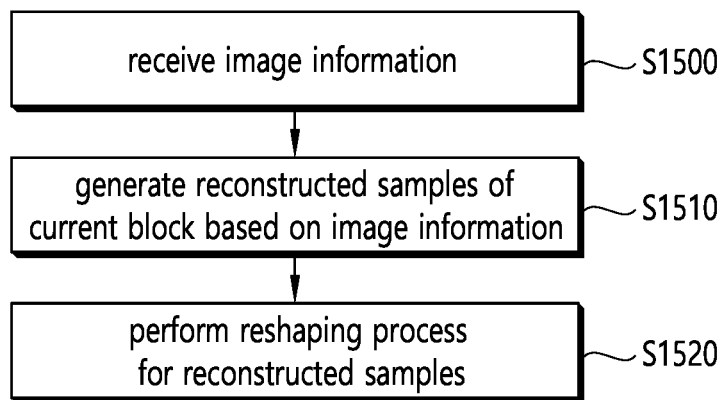 receive image information
S1500
generate reconstructed samples of
current block based on image information
S1510
perform reshaping process
for reconstructed samples
S1520